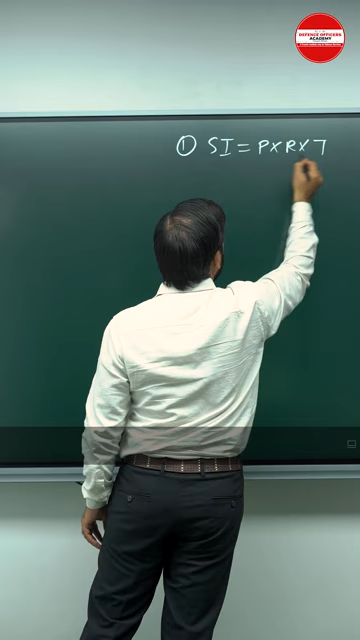 DEFENCE OFFICERS
ACADEMY
① SI = P×R×T